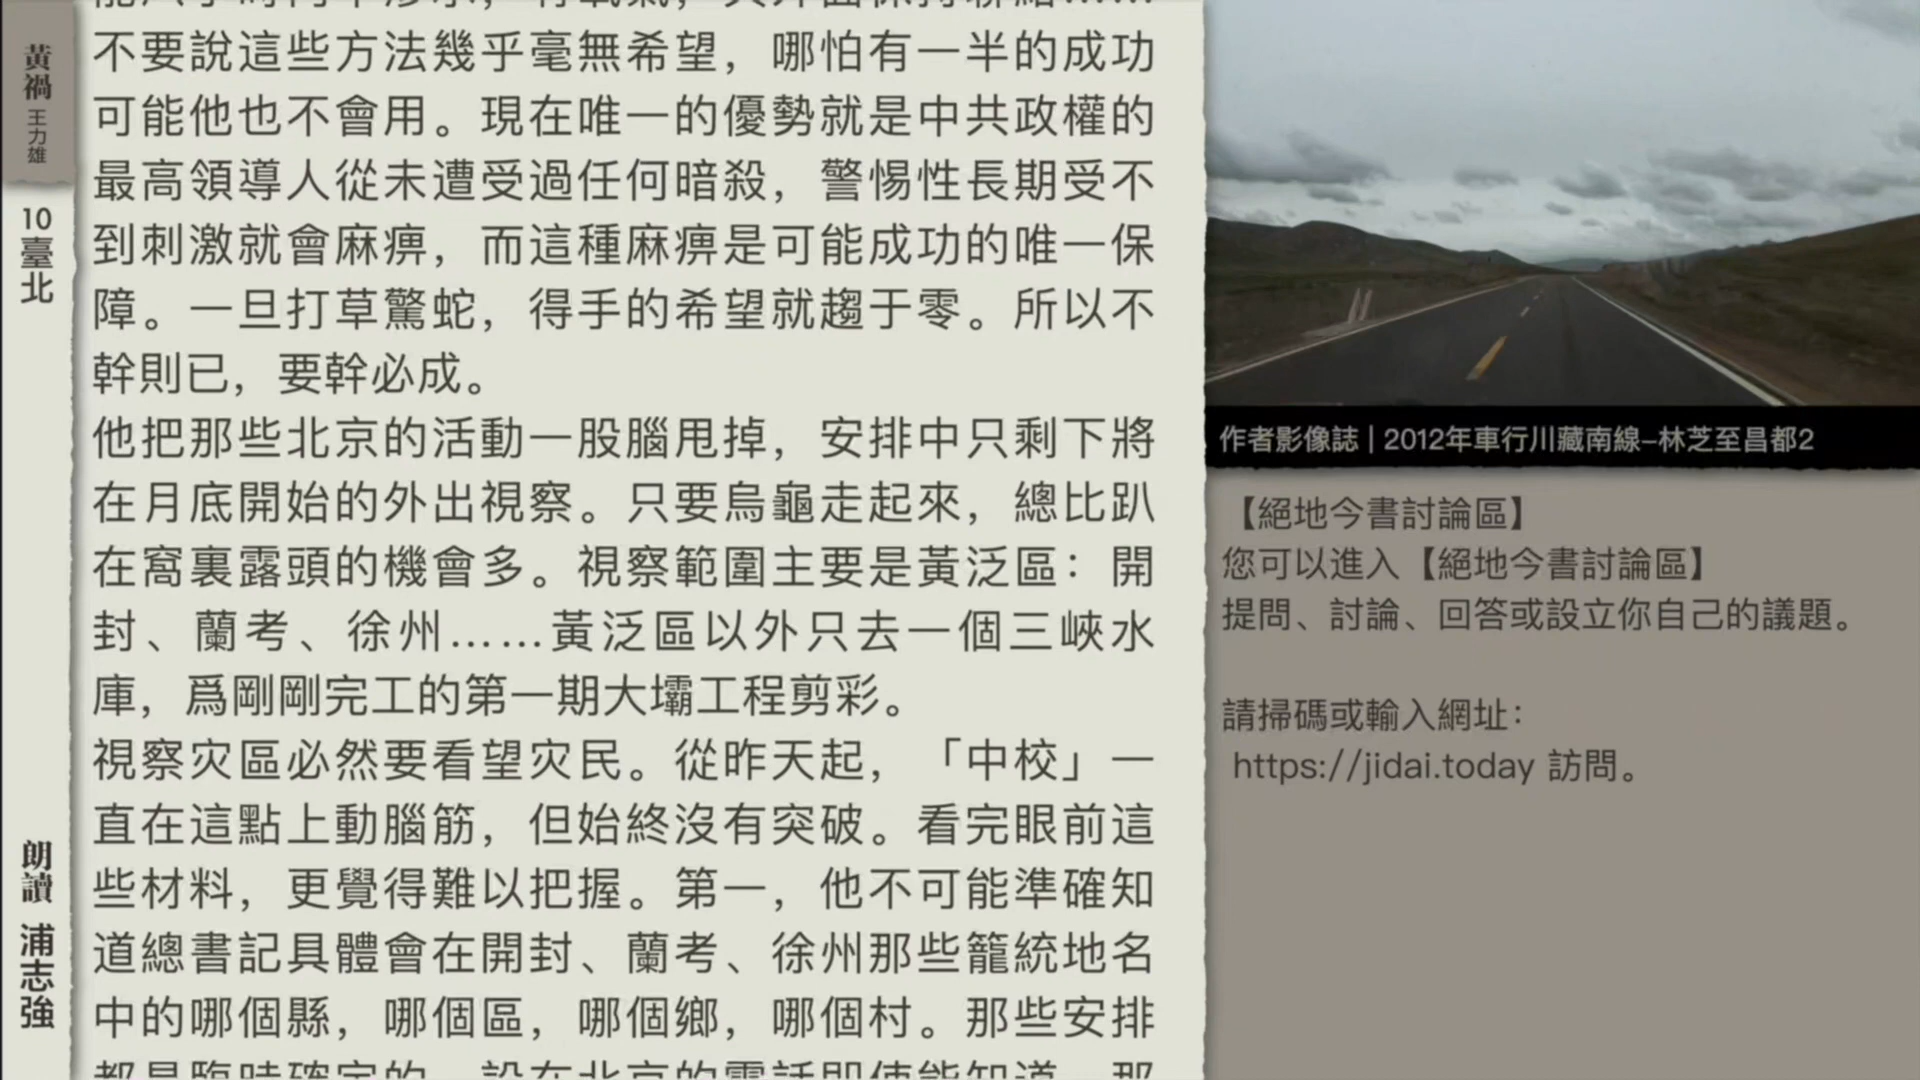 黃禍 王力雄
10臺北
朗讀 浦志強
不要說這些方法幾乎毫無希望，哪怕有一半的成功
可能他也不會用。現在唯一的優勢就是中共政權的
最高領導人從未遭受過任何暗殺，警惕性長期受不
到刺激就會麻痹，而這種麻痹是可能成功的唯一保
障。一旦打草驚蛇，得手的希望就趨于零。所以不
幹則已，要幹必成。
他把那些北京的活動一股腦甩掉，安排中只剩下將
在月底開始的外出視察。只要烏龜走起來，總比趴
在窩裏露頭的機會多。視察範圍主要是黃泛區：開
封、蘭考、徐州……黃泛區以外只去一個三峽水
庫，爲剛剛完工的第一期大壩工程剪彩。
視察灾區必然要看望灾民。從昨天起，「中校」一
直在這點上動腦筋，但始終沒有突破。看完眼前這
些材料，更覺得難以把握。第一，他不可能準確知
道總書記具體會在開封、蘭考、徐州那些籠統地名
中的哪個縣，哪個區，哪個鄉，哪個村。那些安排
作者影像誌 | 2012年車行川藏南線–林芝至昌都2
【絕地今書討論區】
您可以進入【絕地今書討論區】
提問、討論、回答或設立你自己的議題。
請掃碼或輸入網址：
https://jidai.today 訪問。